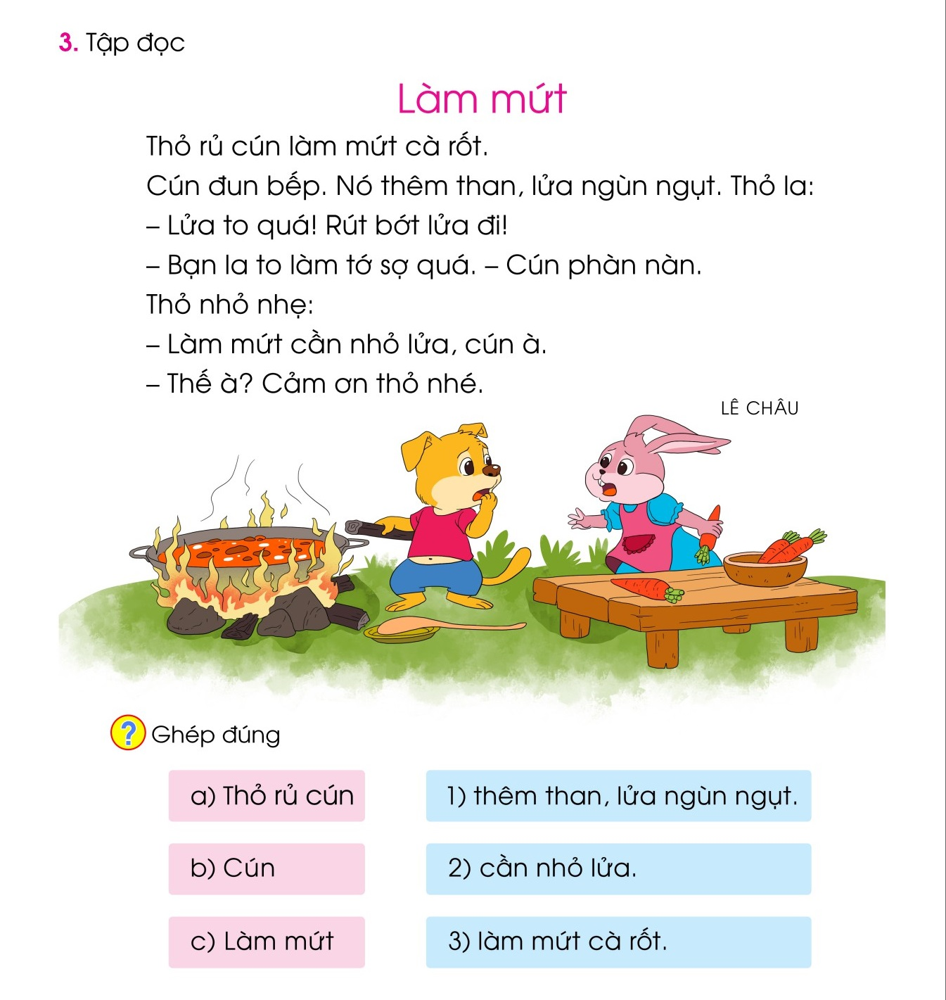 3. Tập đọc
Làm mứt
Thỏ rủ cún làm mứt cà rốt.
Cún đun bếp. Nó thêm than, lửa ngùn ngụt. Thỏ la:
– Lửa to quá! Rút bớt lửa đi!
– Bạn la to làm tớ sợ quá. – Cún phàn nàn.
Thỏ nhỏ nhẹ:
– Làm mứt cần nhỏ lửa, cún à.
– Thế à? Cảm ơn thỏ nhé.
LÊ CHÂU
? Ghép đúng
a) Thỏ rủ cún
1) thêm than, lửa ngùn ngụt.
b) Cún
2) cần nhỏ lửa.
c) Làm mứt
3) làm mứt cà rốt.